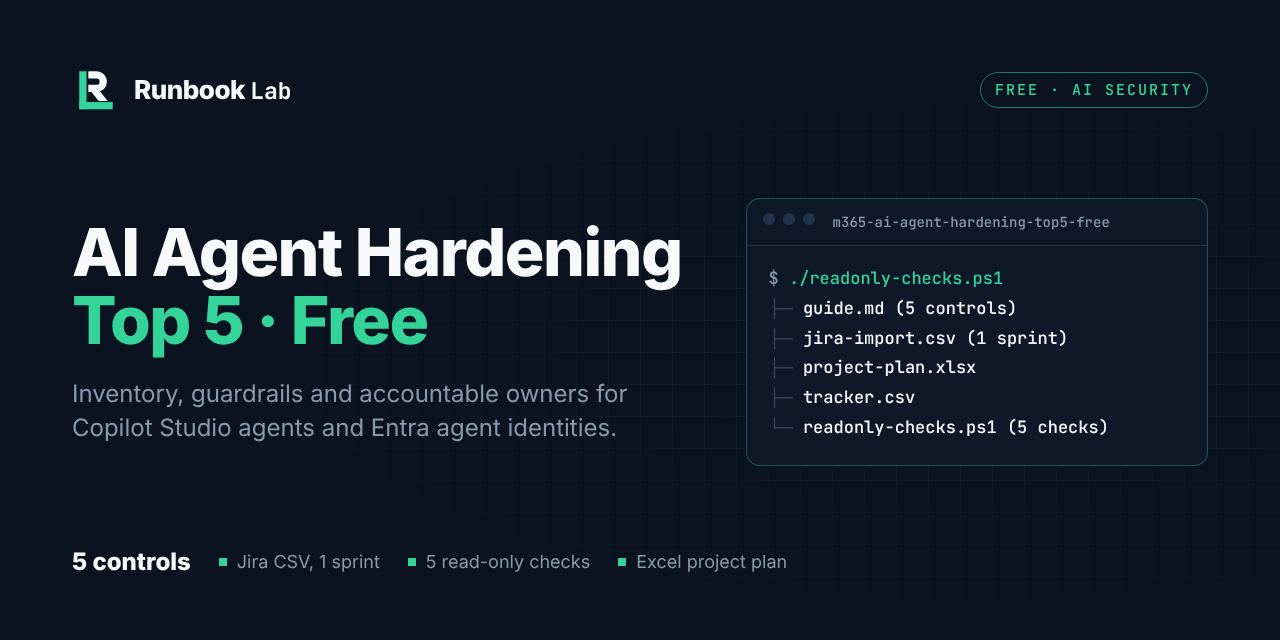 Runbook Lab
FREE · AI SECURITY
AI Agent Hardening
Top 5 · Free
Inventory, guardrails and accountable owners for
Copilot Studio agents and Entra agent identities.
m365-ai-agent-hardening-top5-free
$ ./readonly-checks.ps1
├─ guide.md (5 controls)
├─ jira-import.csv (1 sprint)
├─ project-plan.xlsx
├─ tracker.csv
└─ readonly-checks.ps1 (5 checks)
5 controls
Jira CSV, 1 sprint
5 read-only checks
Excel project plan